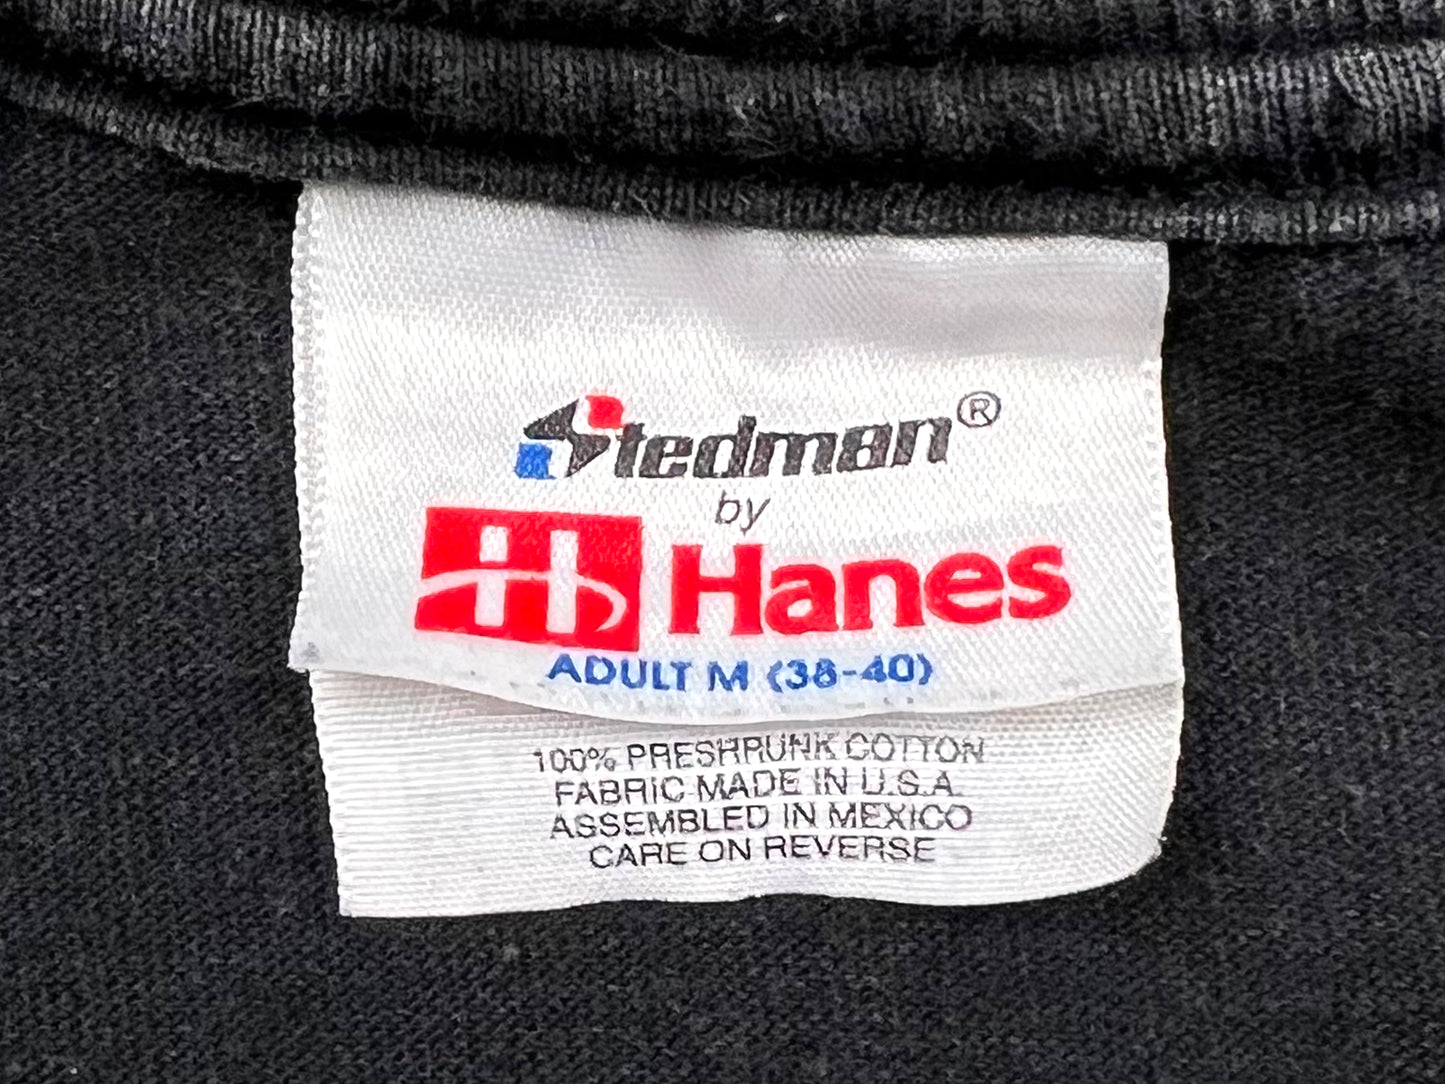 Stedman®
by
Hanes
ADULT M (38-40)
100% PRESHRUNK COTTON
FABRIC MADE IN U.S.A.
ASSEMBLED IN MEXICO
CARE ON REVERSE